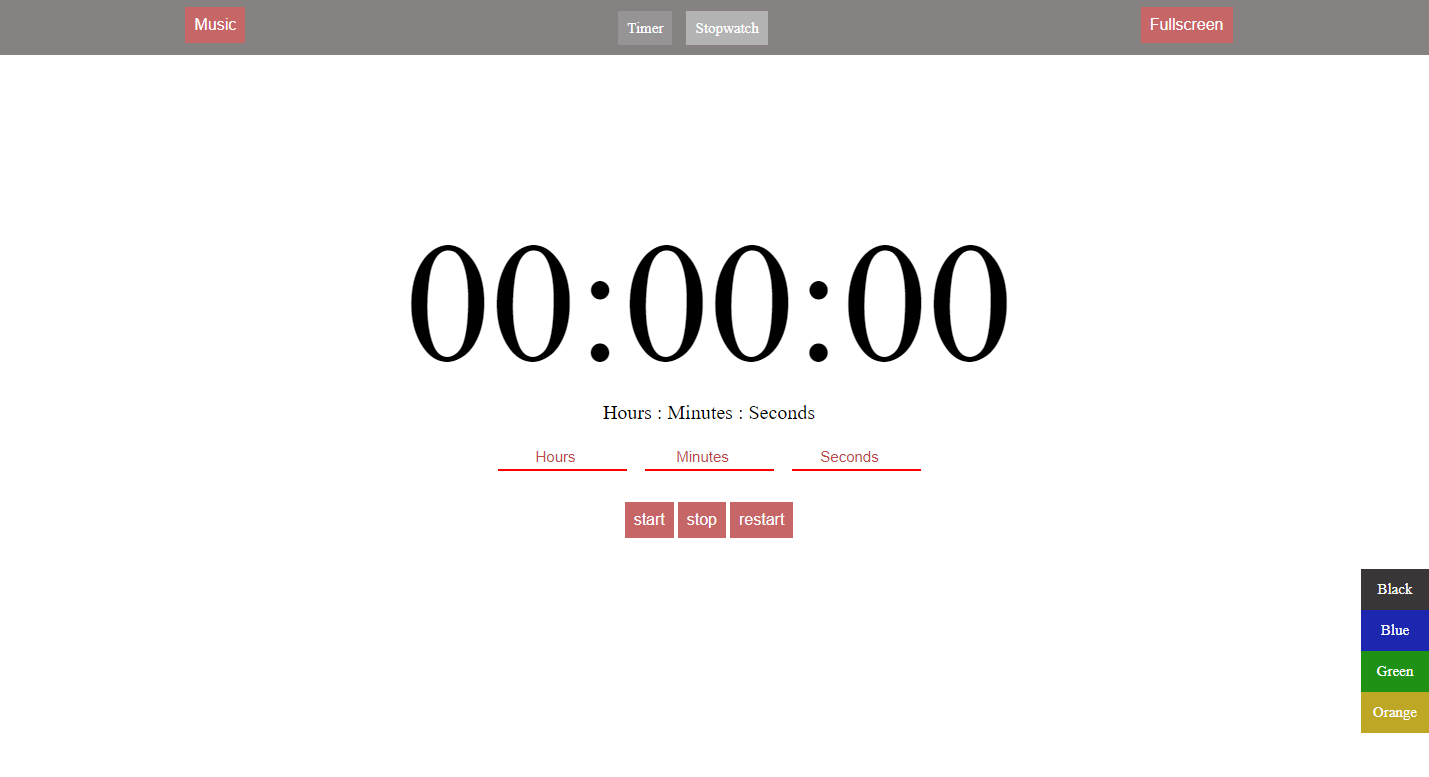 Music Timer Stopwatch Fullscreen
00:00:00
Hours : Minutes : Seconds
Hours Minutes Seconds
start stop restart
Black
Blue
Green
Orange